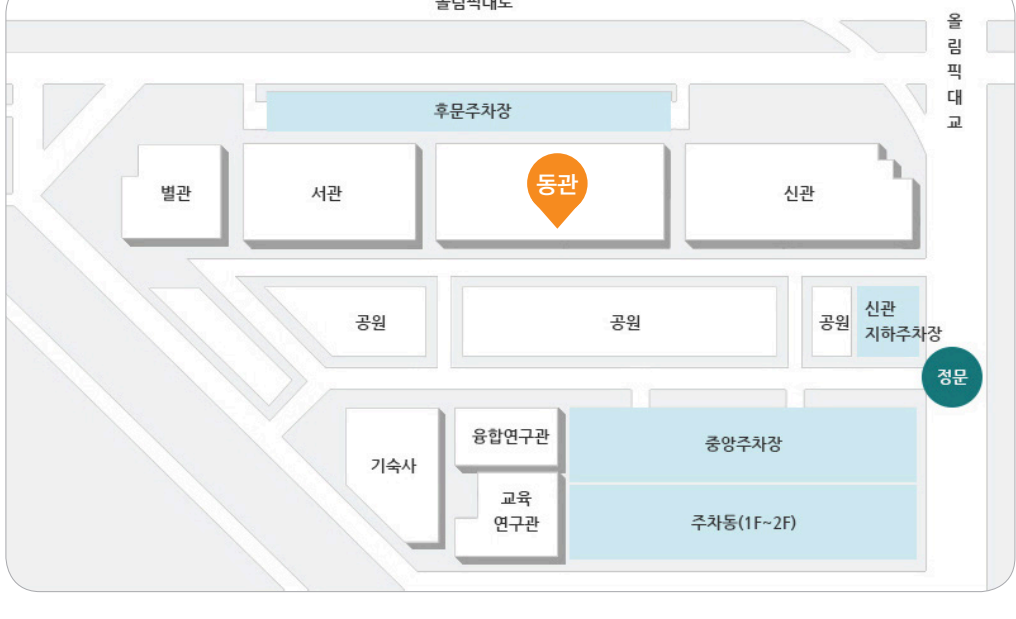 올림픽대로
올
림
픽
대
교
후문주차장
별관
서관
동관
신관
공원
공원
공원
신관
지하주차장
정문
기숙사
융합연구관
교육
연구관
중앙주차장
주차동(1F~2F)